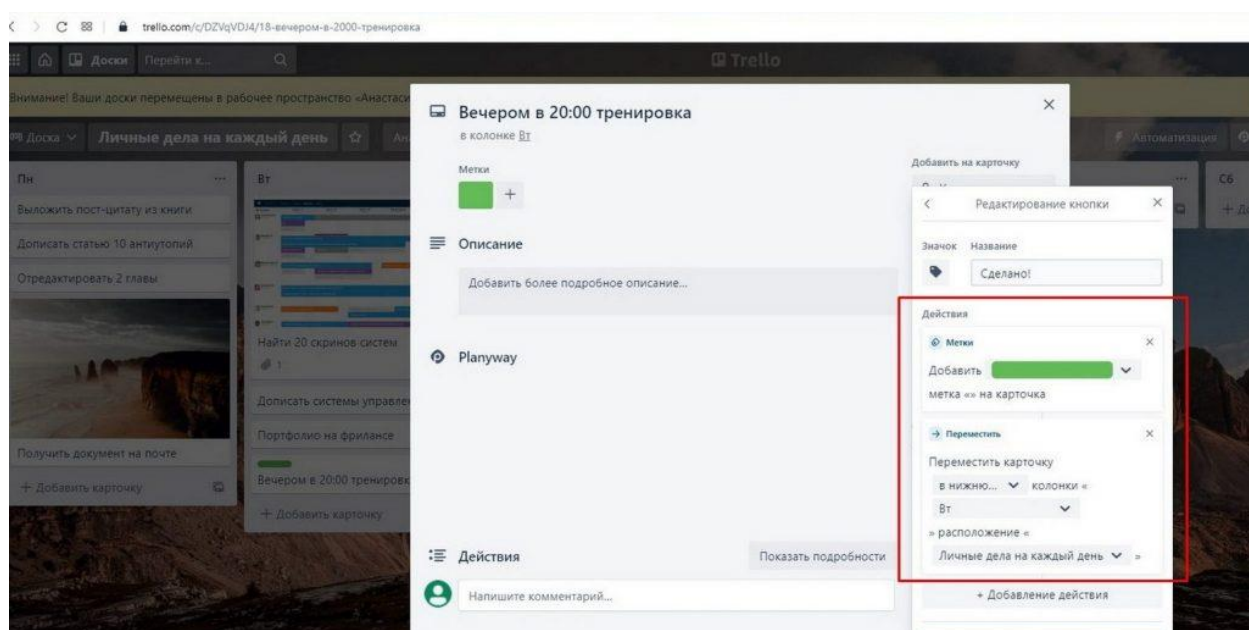 trello.com/c/DZVqVDJ4/18-вечером-в-2000-тренировка
Доски
Перейти к...
Trello
Внимание! Ваши доски перемещены в рабочее пространство «Анастаси
Доска
Личные дела на каждый день
Автоматизация
Пн
Выложить пост-цитату из книги
Дописать статью 10 антиутопий
Отредактировать 2 главы
Получить документ на почте
+ Добавить карточку
Вт
Найти 20 скринов систем
1
Дописать системы управлен
Портфолио на фрилансе
Вечером в 20:00 тренировк
+ Добавить карточку
Вечером в 20:00 тренировка
в колонке Вт
Метки
+
Описание
Добавить более подробное описание...
Planyway
Действия
Показать подробности
Напишите комментарий...
Добавить на карточку
Редактирование кнопки
Значок
Название
Сделано!
Действия
Метки
Добавить
метка «» на карточка
Переместить
Переместить карточку
в нижню... колонки «
Вт
» расположение «
Личные дела на каждый день »
+ Добавление действия
Сб